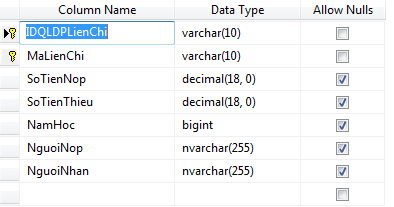 Column Name Data Type Allow Nulls
IDQLDPLienChi varchar(10)
MaLienChi varchar(10)
SoTienNop decimal(18, 0)
SoTienThieu decimal(18, 0)
NamHoc bigint
NguoiNop nvarchar(255)
NguoiNhan nvarchar(255)